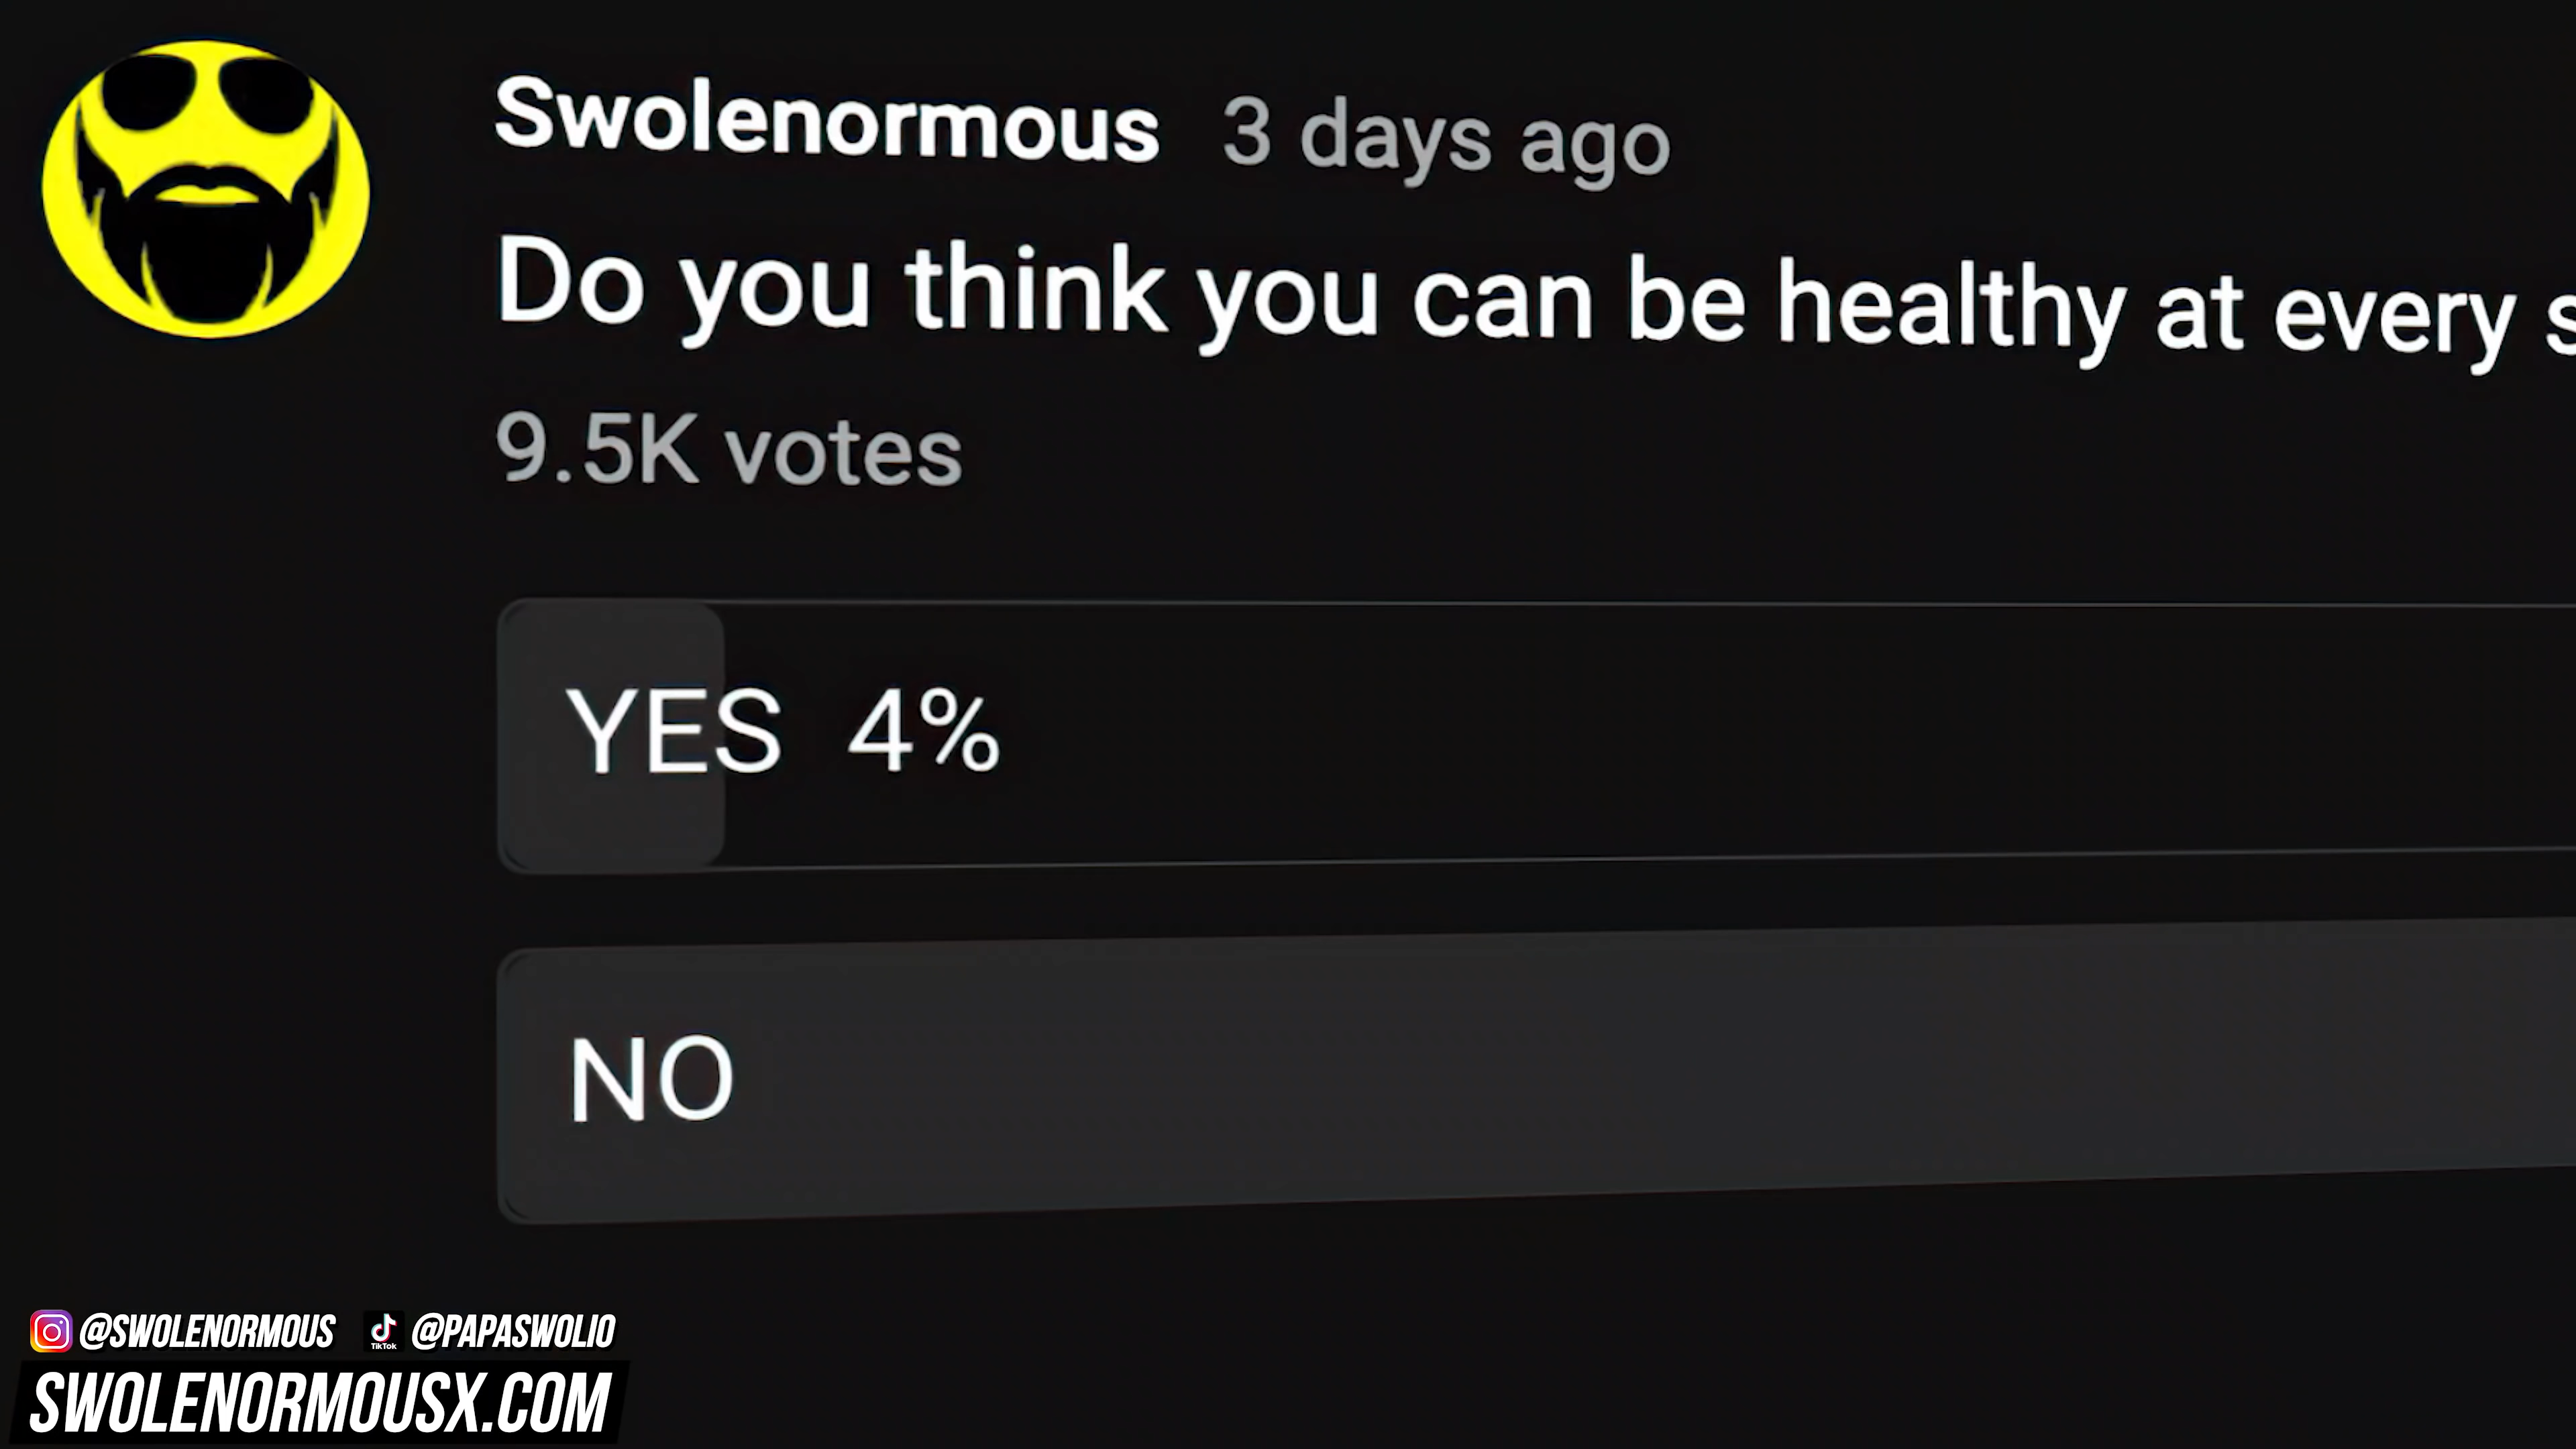 Swolenormous 3 days ago
Do you think you can be healthy at every
9.5K votes
YES 4%
NO
@SWOLENORMOUS TikTok @PAPASWOLIO
SWOLENORMOUSX.COM